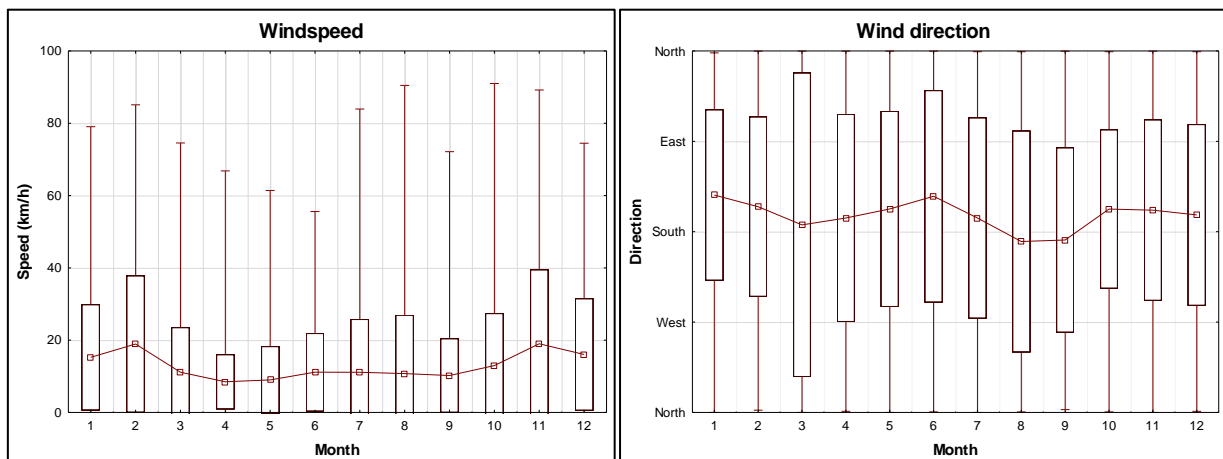 Windspeed
Speed (km/h)
100
80
60
40
20
0
1 2 3 4 5 6 7 8 9 10 11 12
Month
Wind direction
Direction
North
East
South
West
North
1 2 3 4 5 6 7 8 9 10 11 12
Month